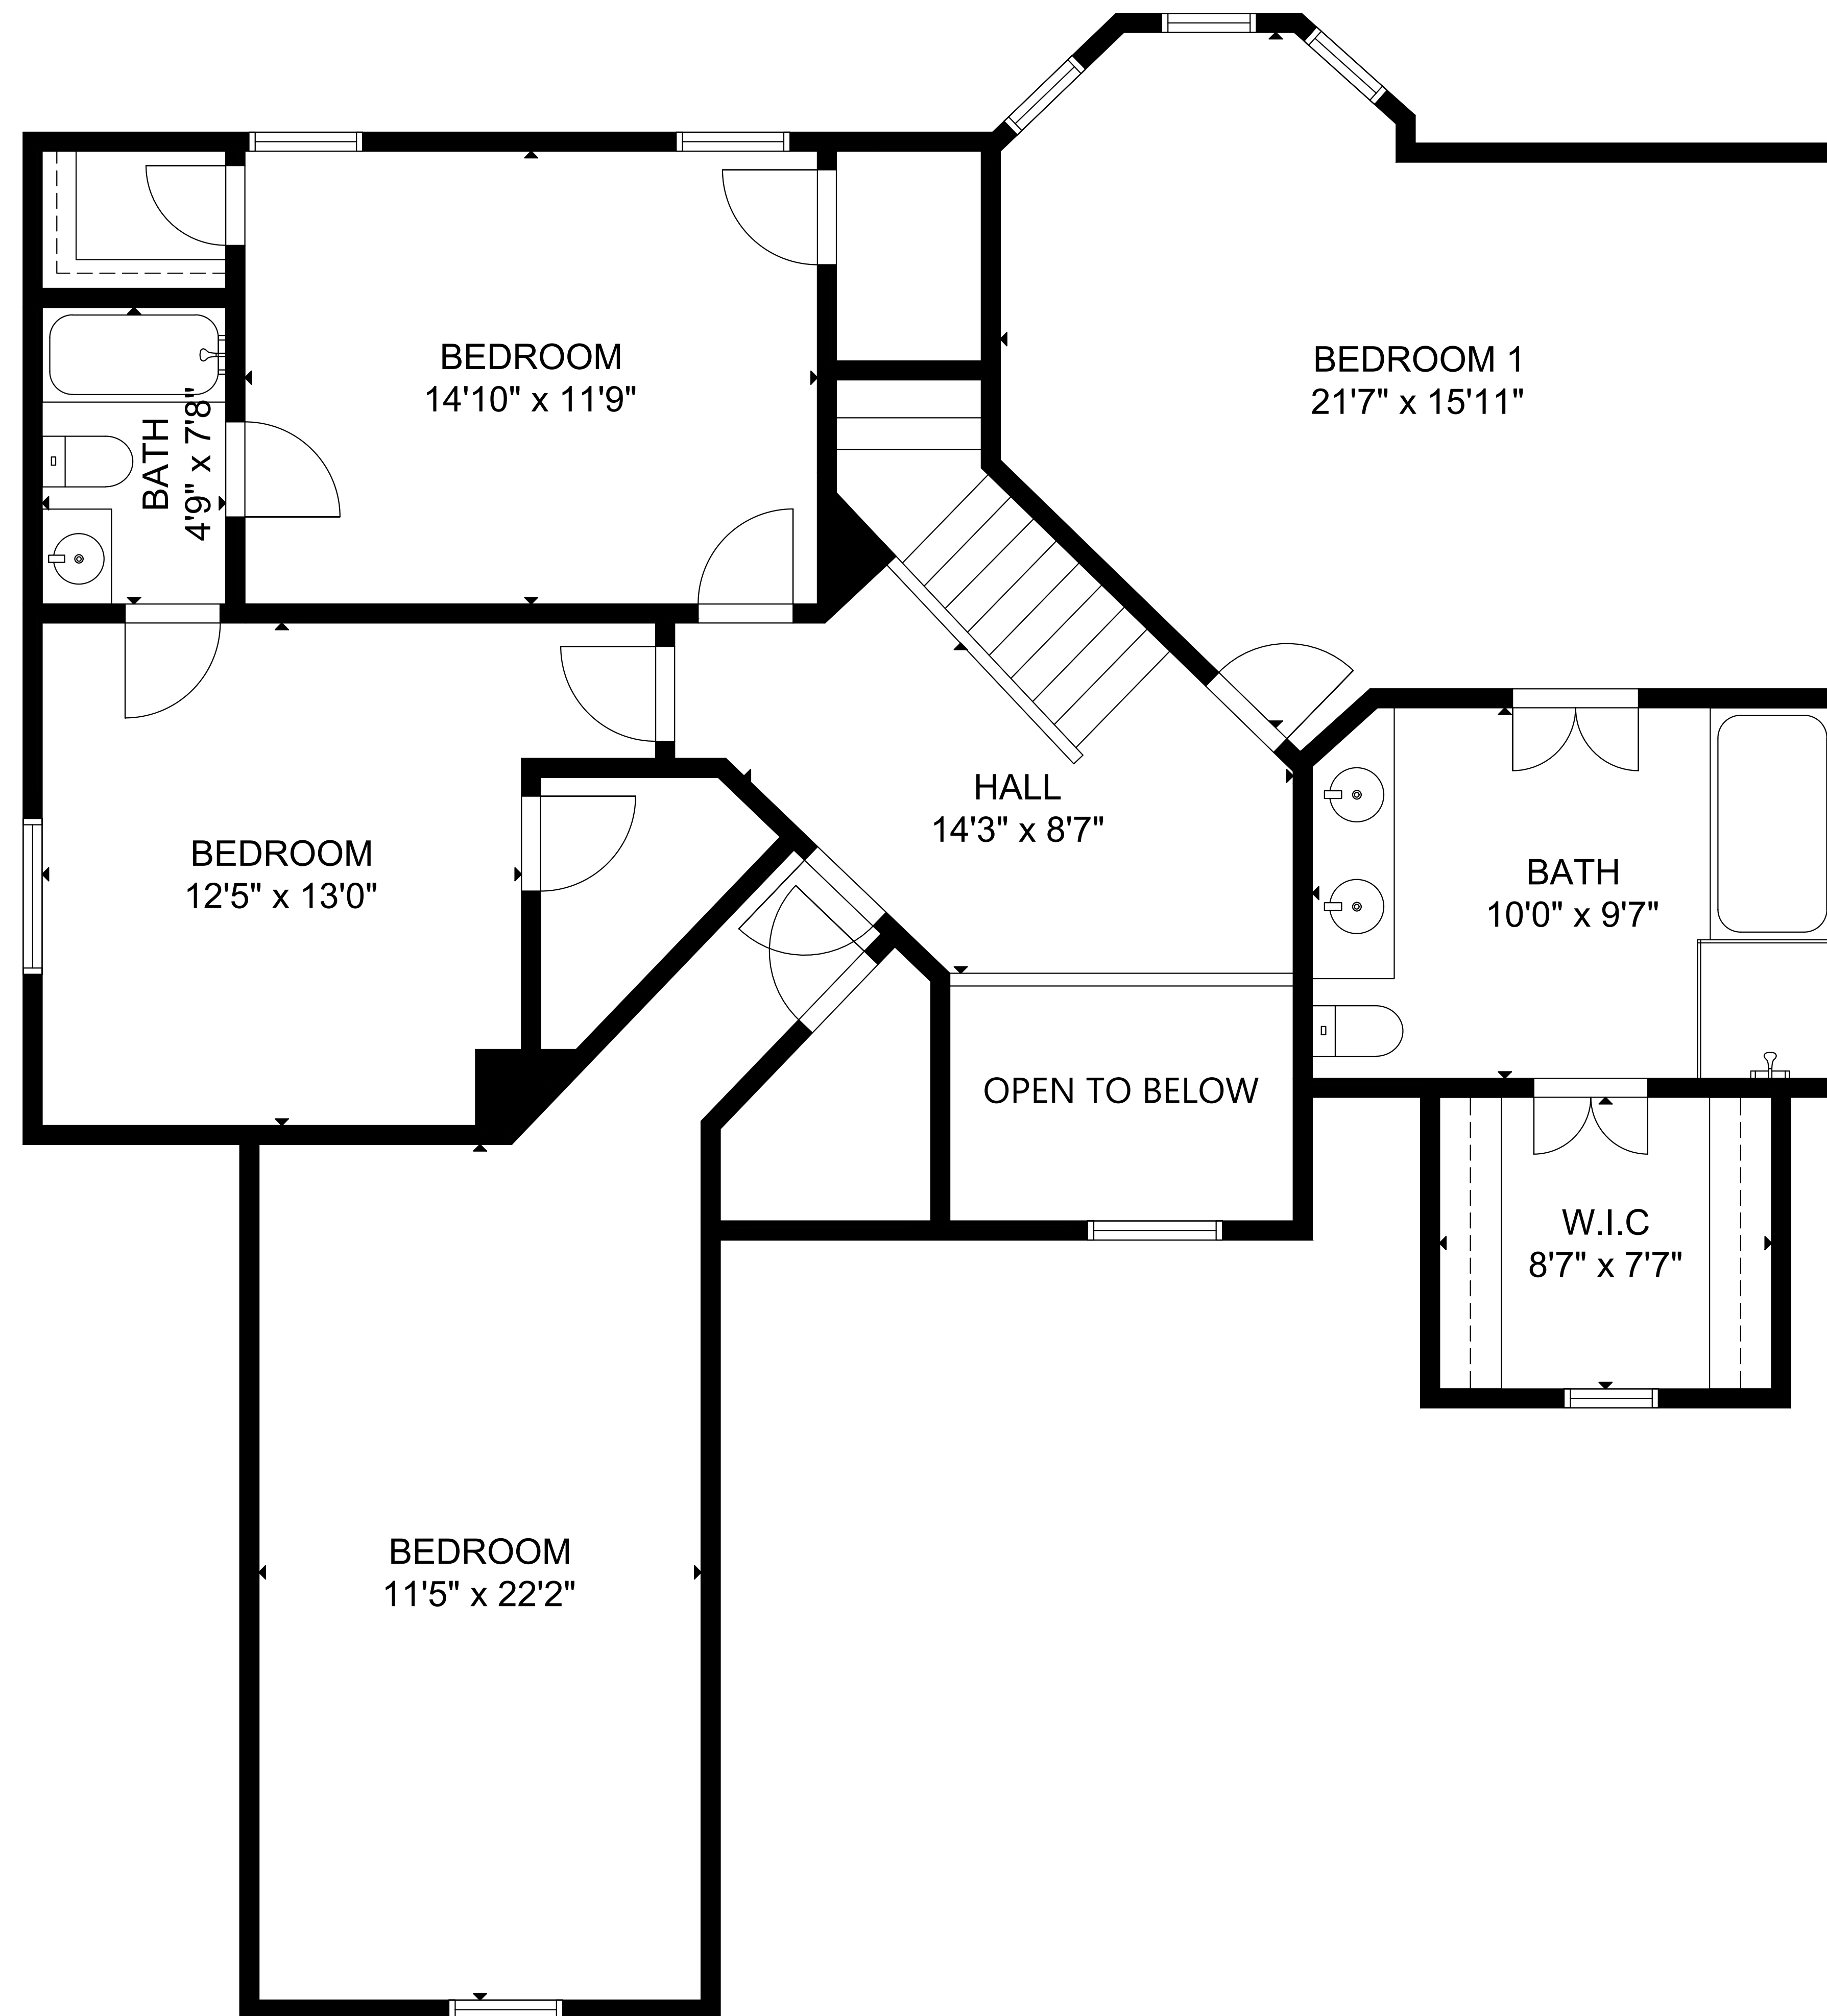 BEDROOM
14'10" x 11'9"
BEDROOM 1
21'7" x 15'11"
BATH
4'9" x 7'8"
HALL
14'3" x 8'7"
BEDROOM
12'5" x 13'0"
BATH
10'0" x 9'7"
OPEN TO BELOW
W.I.C
8'7" x 7'7"
BEDROOM
11'5" x 22'2"